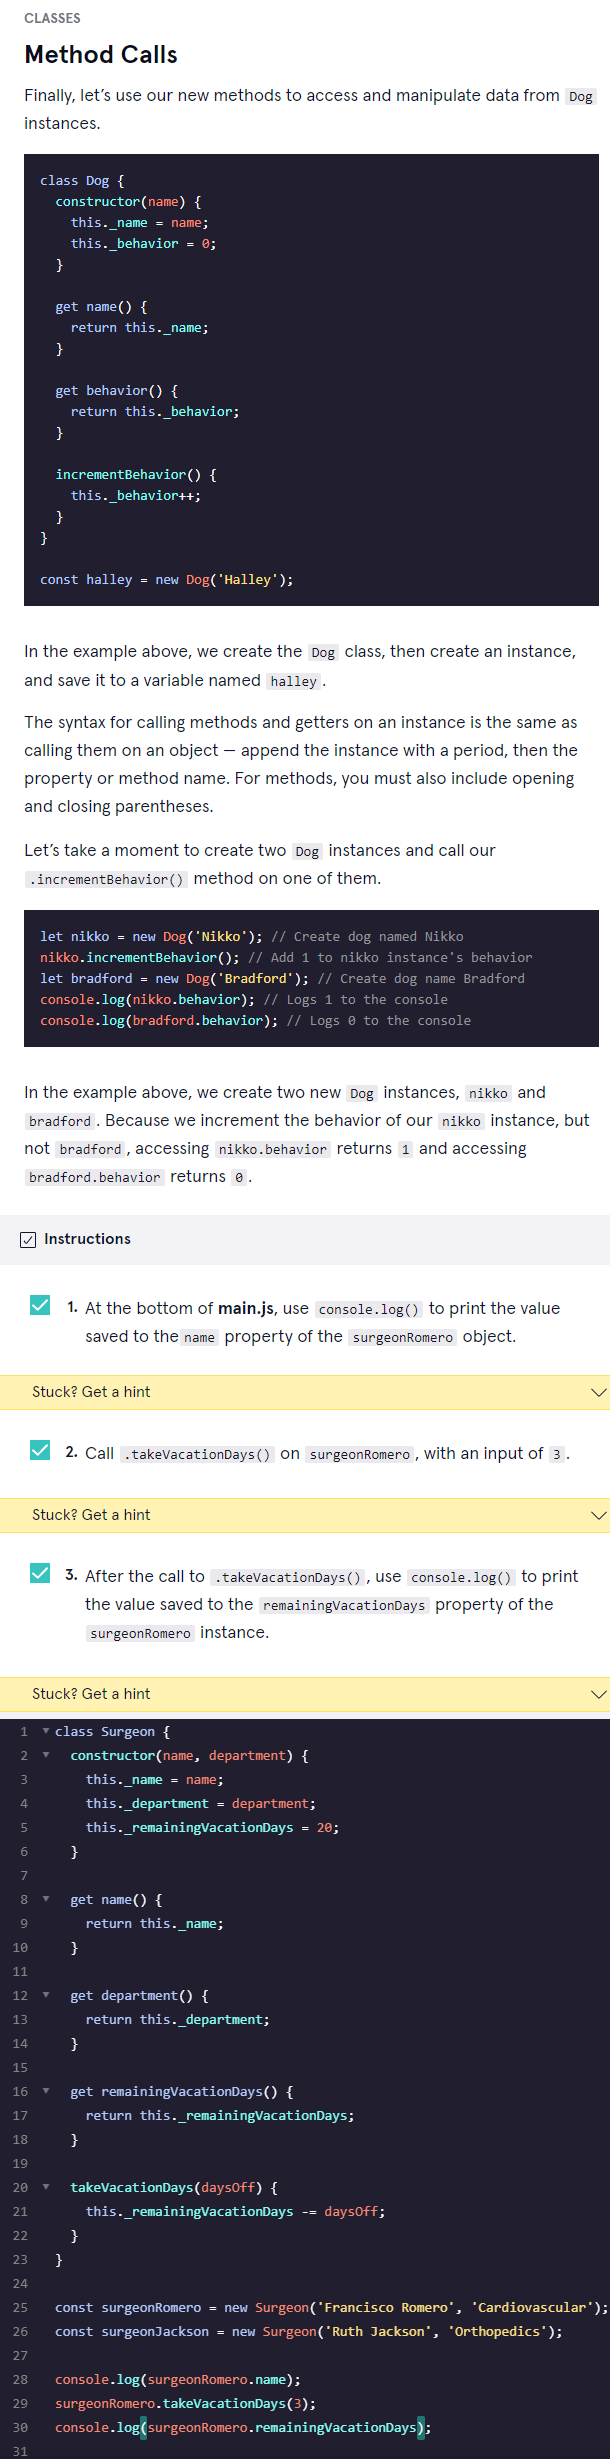 CLASSES
Method Calls
Finally, let's use our new methods to access and manipulate data from Dog
instances.
class Dog {
  constructor(name) {
    this._name = name;
    this._behavior = 0;
  }

  get name() {
    return this._name;
  }

  get behavior() {
    return this._behavior;
  }

  incrementBehavior() {
    this._behavior++;
  }
}

const halley = new Dog('Halley');
In the example above, we create the Dog class, then create an instance,
and save it to a variable named halley.
The syntax for calling methods and getters on an instance is the same as
calling them on an object — append the instance with a period, then the
property or method name. For methods, you must also include opening
and closing parentheses.
Let's take a moment to create two Dog instances and call our
.incrementBehavior() method on one of them.
let nikko = new Dog('Nikko'); // Create dog named Nikko
nikko.incrementBehavior(); // Add 1 to nikko instance's behavior
let bradford = new Dog('Bradford'); // Create dog name Bradford
console.log(nikko.behavior); // Logs 1 to the console
console.log(bradford.behavior); // Logs 0 to the console
In the example above, we create two new Dog instances, nikko and
bradford. Because we increment the behavior of our nikko instance, but
not bradford, accessing nikko.behavior returns 1 and accessing
bradford.behavior returns 0.
Instructions
1. At the bottom of main.js, use console.log() to print the value
saved to the name property of the surgeonRomero object.
Stuck? Get a hint
2. Call .takeVacationDays() on surgeonRomero, with an input of 3.
Stuck? Get a hint
3. After the call to .takeVacationDays(), use console.log() to print
the value saved to the remainingVacationDays property of the
surgeonRomero instance.
Stuck? Get a hint
1 class Surgeon {
2   constructor(name, department) {
3     this._name = name;
4     this._department = department;
5     this._remainingVacationDays = 20;
6   }
7
8   get name() {
9     return this._name;
10   }
11
12   get department() {
13     return this._department;
14   }
15
16   get remainingVacationDays() {
17     return this._remainingVacationDays;
18   }
19
20   takeVacationDays(daysOff) {
21     this._remainingVacationDays -= daysOff;
22   }
23 }
24
25 const surgeonRomero = new Surgeon('Francisco Romero', 'Cardiovascular');
26 const surgeonJackson = new Surgeon('Ruth Jackson', 'Orthopedics');
27
28 console.log(surgeonRomero.name);
29 surgeonRomero.takeVacationDays(3);
30 console.log(surgeonRomero.remainingVacationDays);
31